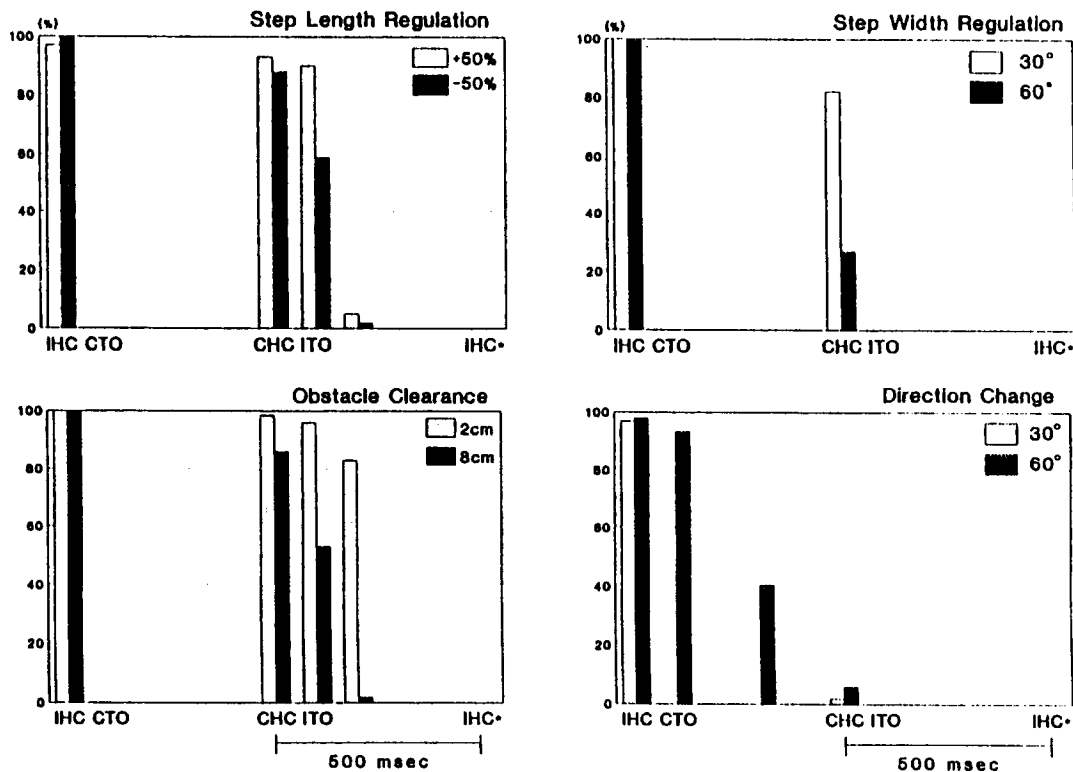 Step Length Regulation
(%)
100
80
60
40
20
0
+50%
-50%
IHC CTO
CHC ITO
IHC•
Step Width Regulation
(%)
100
80
60
40
20
0
30°
60°
IHC CTO
CHC ITO
IHC•
Obstacle Clearance
100
80
60
40
20
0
2cm
8cm
IHC CTO
CHC ITO
IHC•
500 msec
Direction Change
100
80
60
40
20
0
30°
60°
IHC CTO
CHC ITO
IHC•
500 msec